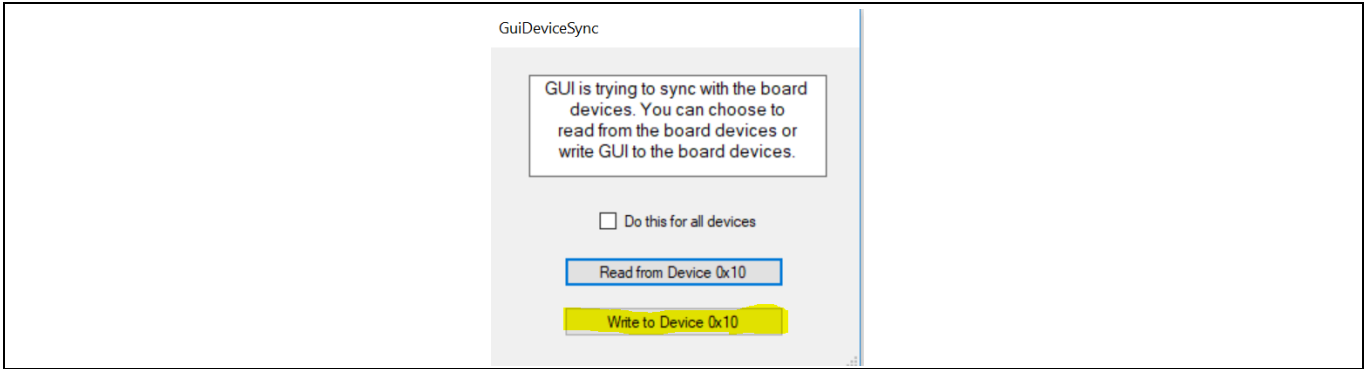 GuiDeviceSync
GUI is trying to sync with the board
devices. You can choose to
read from the board devices or
write GUI to the board devices.
Do this for all devices
Read from Device 0x10
Write to Device 0x10